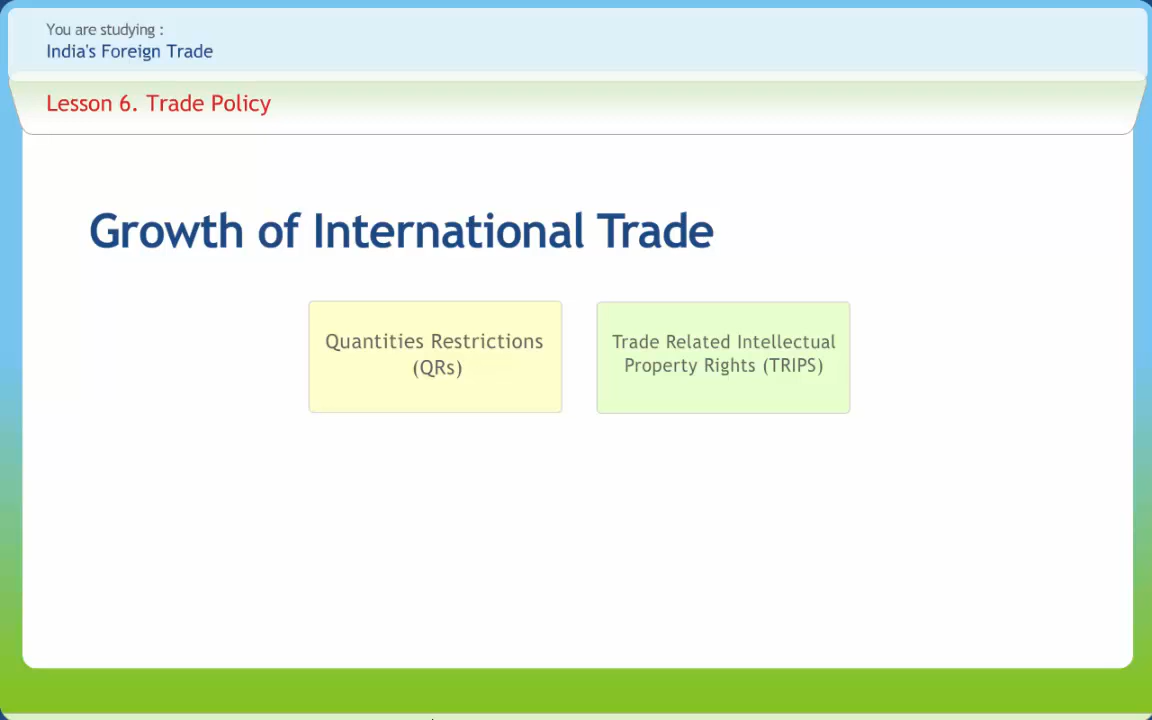 You are studying :
India's Foreign Trade
Lesson 6. Trade Policy
Growth of International Trade
Quantities Restrictions
(QRs)
Trade Related Intellectual
Property Rights (TRIPS)